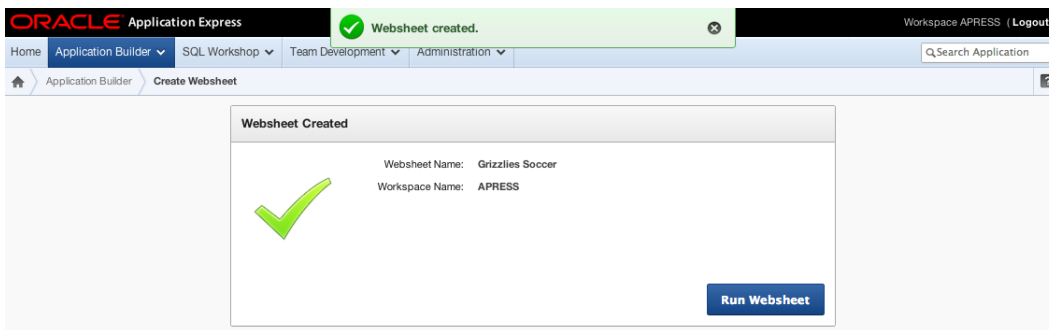 ORACLE Application Express
Websheet created.
Workspace APRESS (Logout
Home Application Builder SQL Workshop Team Development Administration
Search Application
Application Builder Create Websheet
?
Websheet Created
Websheet Name: Grizzlies Soccer
Workspace Name: APRESS
Run Websheet